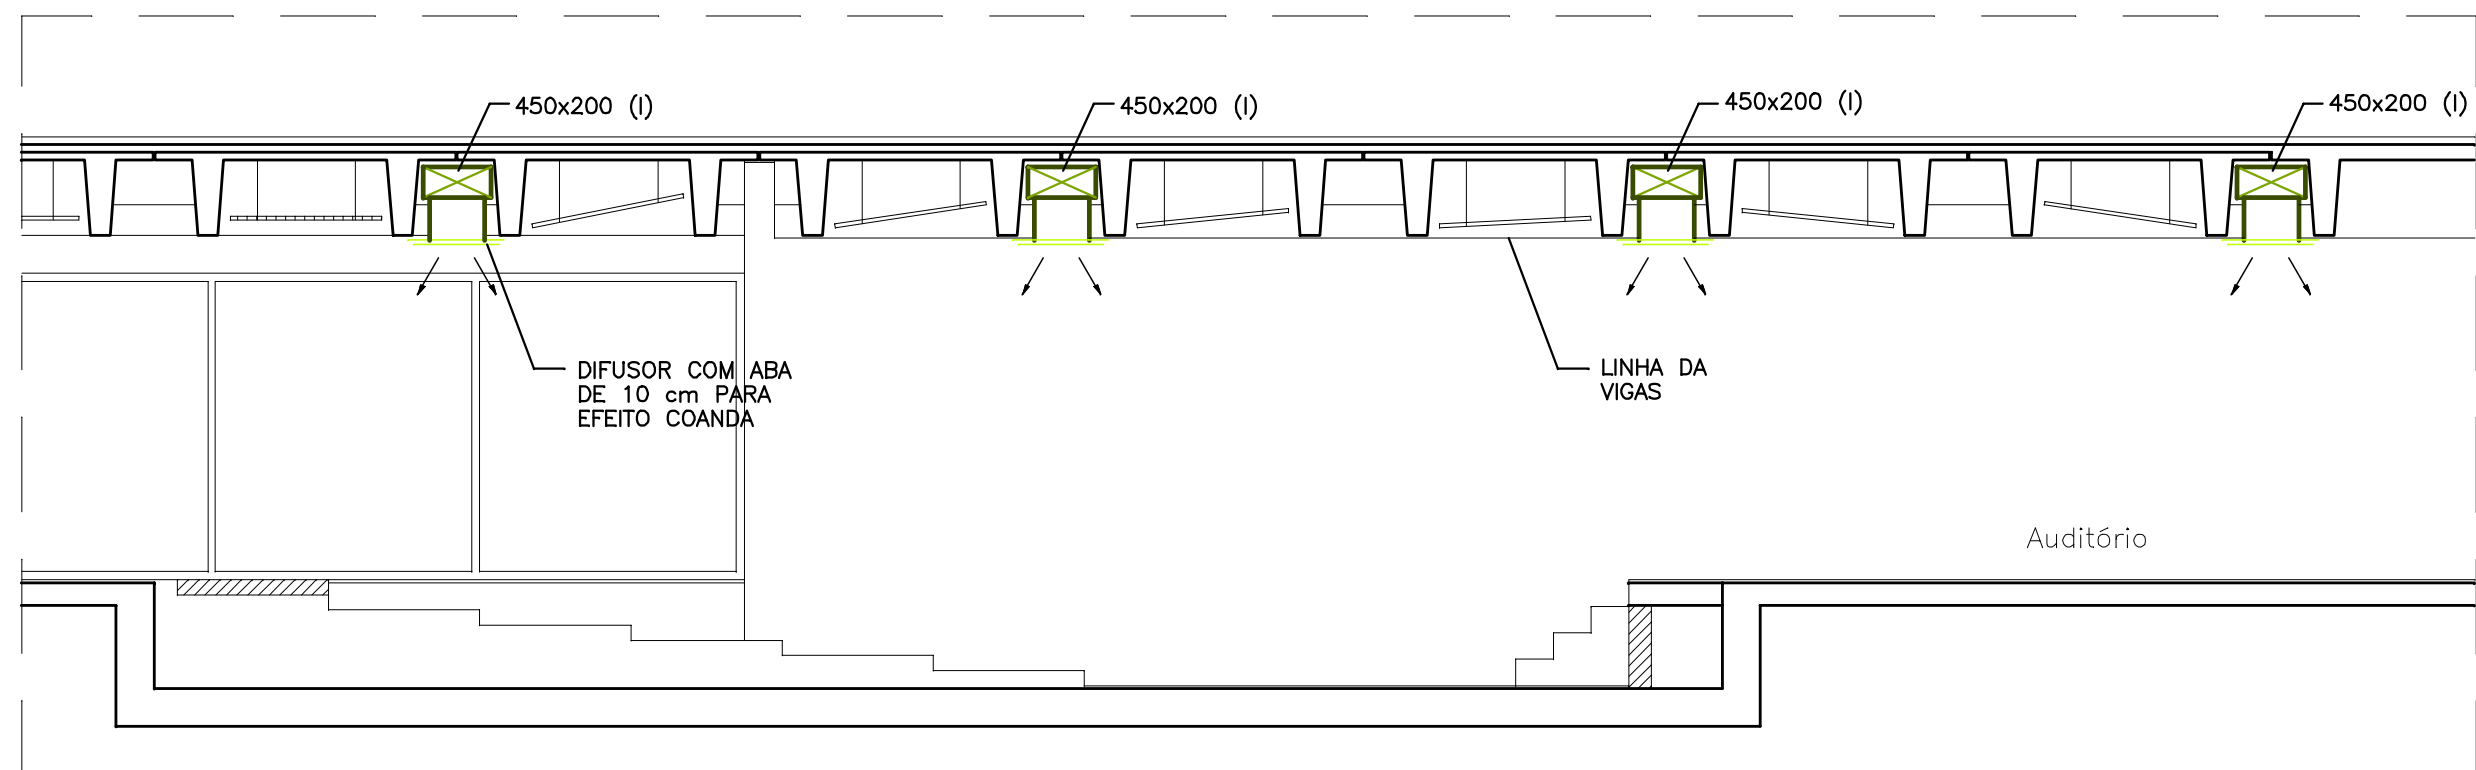 450x200 (I)
450x200 (I)
450x200 (I)
450x200 (I)
DIFUSOR COM ABA
DE 10 cm PARA
EFEITO COANDA
LINHA DA
VIGAS
Auditório